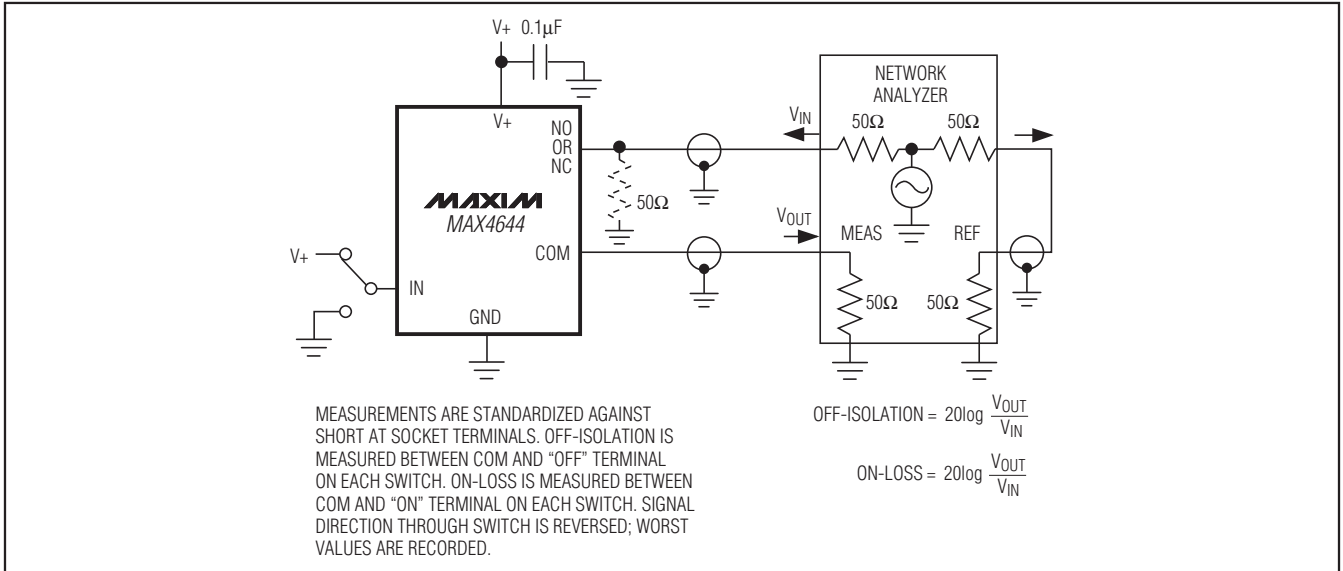 V+ 0.1µF
V+
NO
OR
NC
MAXIM
MAX4644
COM
V+
IN
GND
50Ω
VIN
VOUT
NETWORK
ANALYZER
50Ω 50Ω
MEAS REF
50Ω 50Ω
MEASUREMENTS ARE STANDARDIZED AGAINST
SHORT AT SOCKET TERMINALS. OFF-ISOLATION IS
MEASURED BETWEEN COM AND “OFF” TERMINAL
ON EACH SWITCH. ON-LOSS IS MEASURED BETWEEN
COM AND “ON” TERMINAL ON EACH SWITCH. SIGNAL
DIRECTION THROUGH SWITCH IS REVERSED; WORST
VALUES ARE RECORDED.
OFF-ISOLATION = 20log VOUT
VIN
ON-LOSS = 20log VOUT
VIN